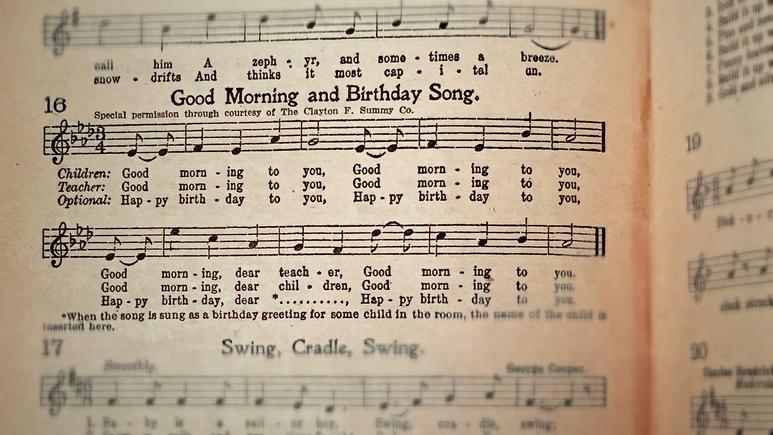 call him A zeph - yr, and some - times a breeze.
snow - drifts And thinks it most cap - i - tal an.
16
Good Morning and Birthday Song.
Special permission through courtesy of The Clayton F. Summy Co.
3
4
Children: Good morn - ing to you, Good morn - ing to you,
Teacher: Good morn - ing to you, Good morn - ing to you,
Optional: Hap - py birth - day to you, Hap - py birth - day to you,
Good morn - ing, dear teach - er, Good morn - ing to you.
Good morn - ing, dear chil - dren, Good morn - ing to you.
Hap - py birth - day, dear *..........., Hap - py birth - day to you.
*When the song is sung as a birthday greeting for some child in the room, the name of the child is
inserted here.
17
Swing, Cradle, Swing.
Smoothly.
George Cooper.
1. Ba - by is a sail - or boy, Swing, cra - dle, swing;
19
20